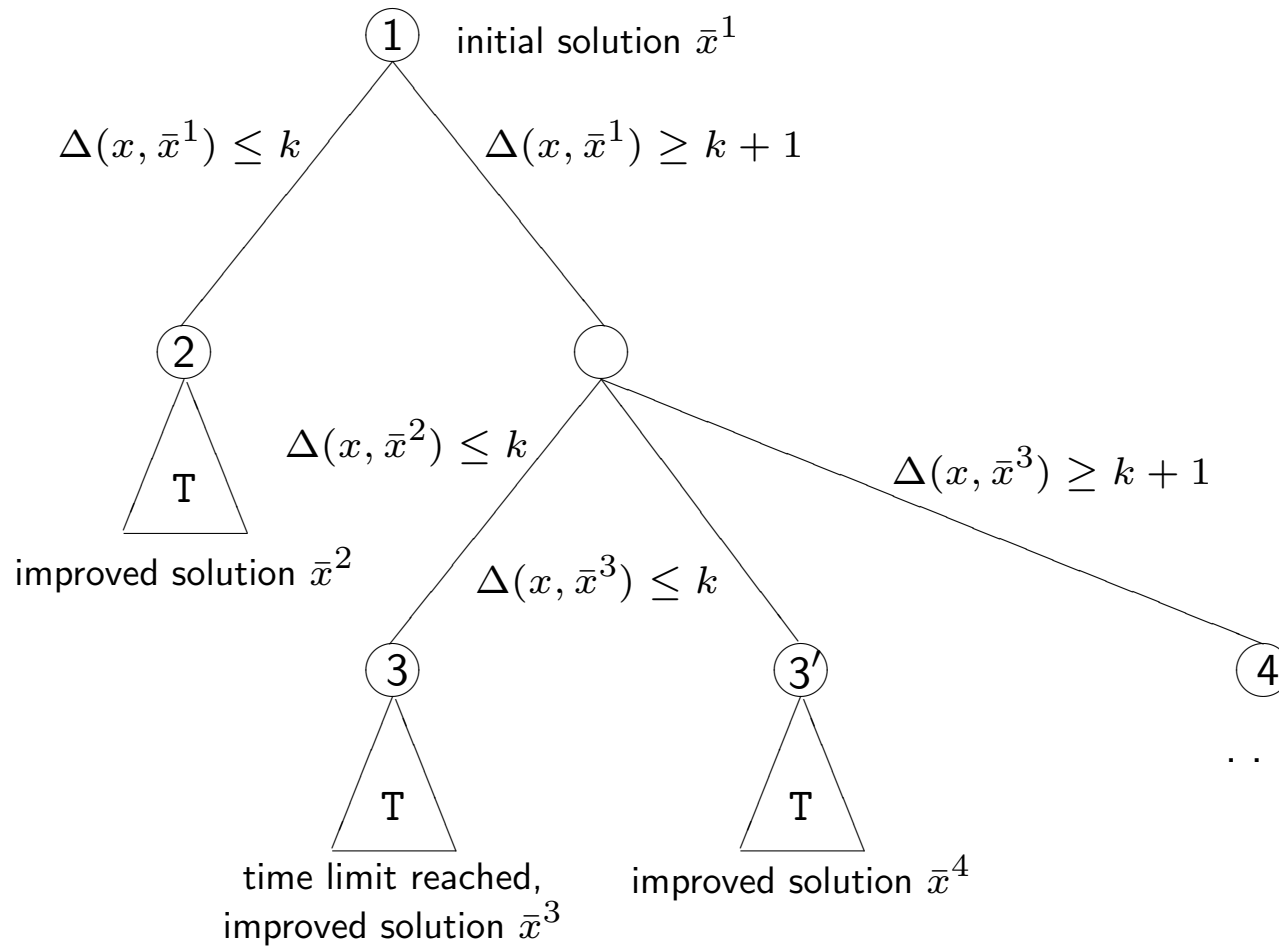 1 initial solution x̄¹
Δ(x, x̄¹) ≤ k
Δ(x, x̄¹) ≥ k + 1
2
Δ(x, x̄²) ≤ k
Δ(x, x̄³) ≥ k + 1
T
improved solution x̄²
Δ(x, x̄³) ≤ k
3
3′
4
. .
T
T
time limit reached,
improved solution x̄³
improved solution x̄⁴